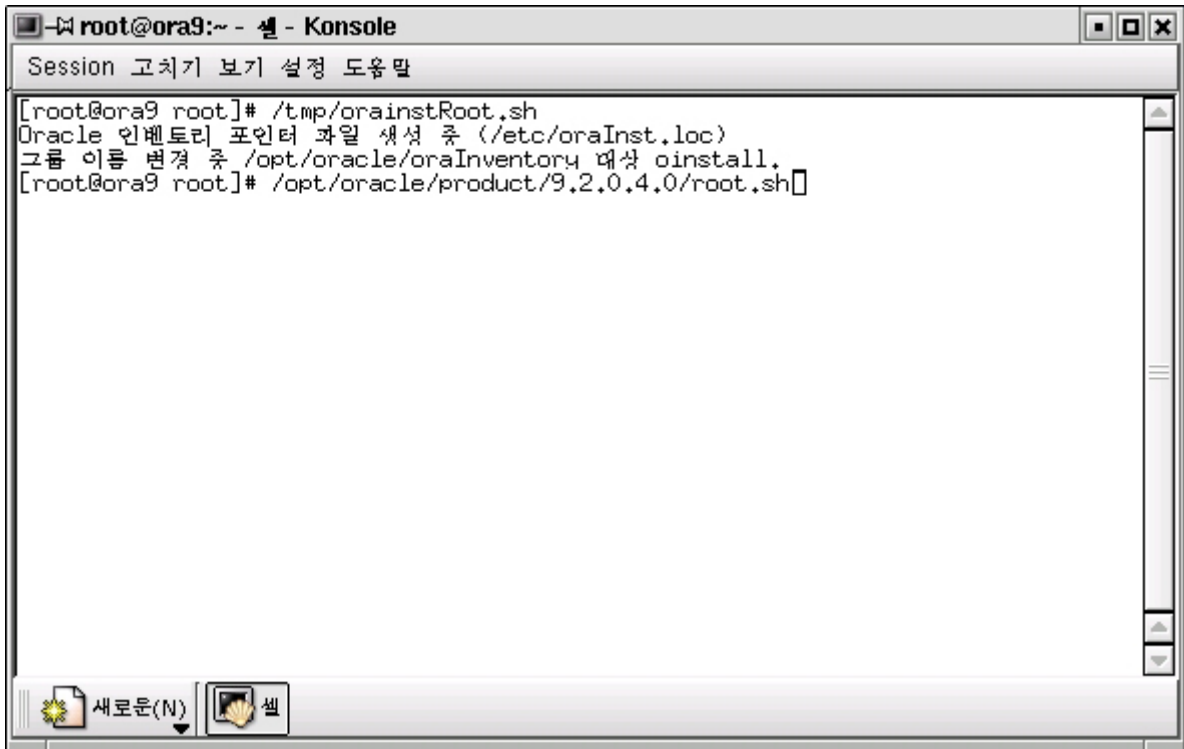 root@ora9:~ - 셸 - Konsole
Session 고치기 보기 설정 도움말
[root@ora9 root]# /tmp/orainstRoot.sh
Oracle 인벤토리 포인터 파일 생성 중 (/etc/oraInst.loc)
그룹 이름 변경 중 /opt/oracle/oraInventory 대상 oinstall.
[root@ora9 root]# /opt/oracle/product/9.2.0.4.0/root.sh
새로운(N)
셸